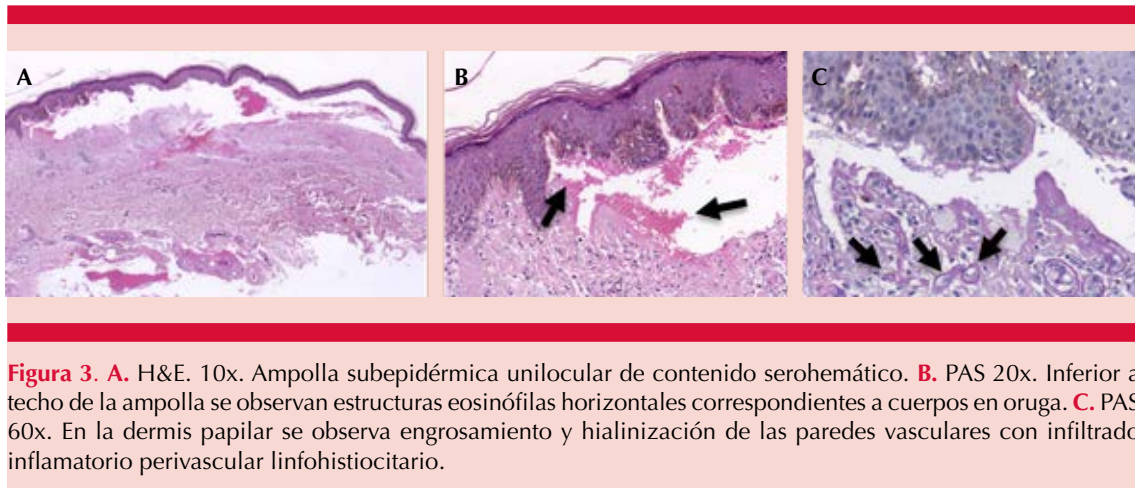 A
B
C
Figura 3. A. H&E. 10x. Ampolla subepidérmica unilocular de contenido serohemático. B. PAS 20x. Inferior a
techo de la ampolla se observan estructuras eosinófilas horizontales correspondientes a cuerpos en oruga. C. PAS
60x. En la dermis papilar se observa engrosamiento y hialinización de las paredes vasculares con infiltrado
inflamatorio perivascular linfohistiocitario.